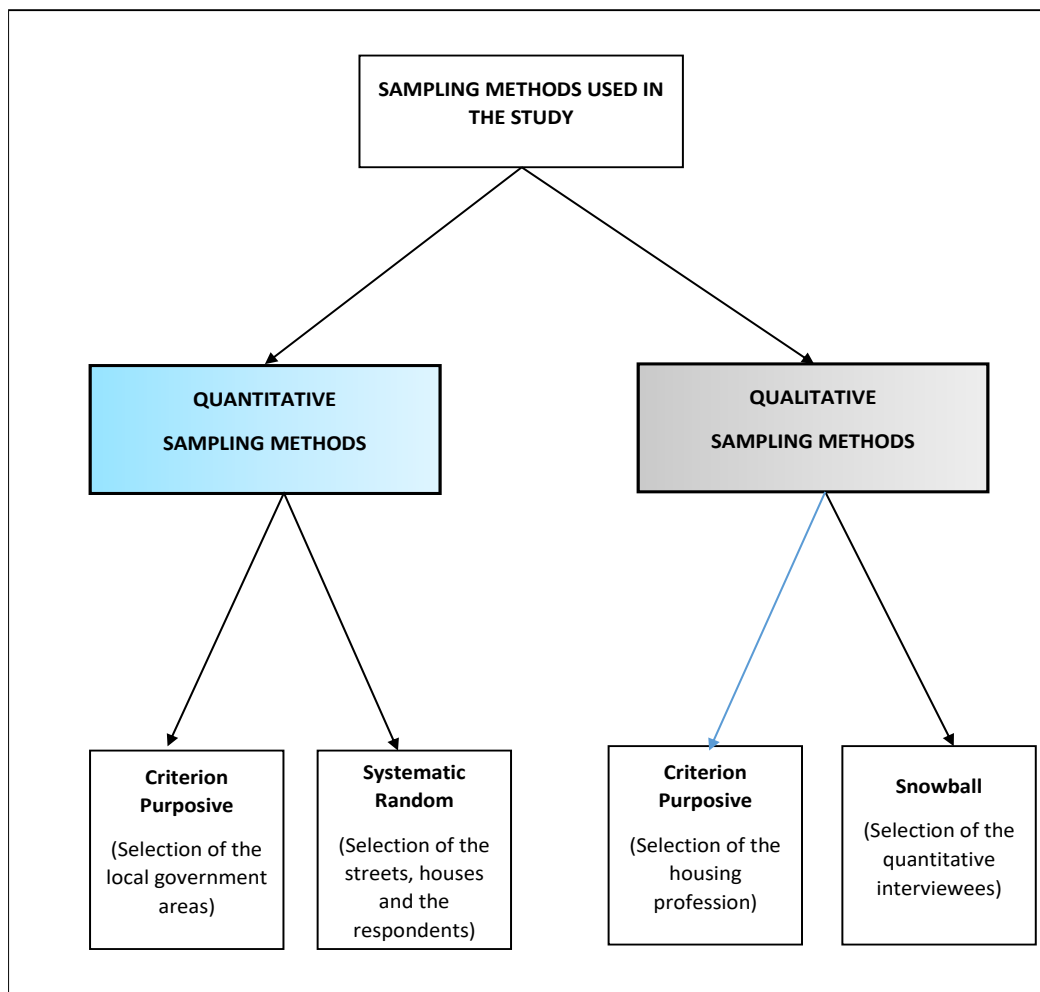 SAMPLING METHODS USED IN
THE STUDY
QUANTITATIVE
SAMPLING METHODS
QUALITATIVE
SAMPLING METHODS
Criterion
Purposive
(Selection of the
local government
areas)
Systematic
Random
(Selection of the
streets, houses
and the
respondents)
Criterion
Purposive
(Selection of the
housing
profession)
Snowball
(Selection of the
quantitative
interviewees)